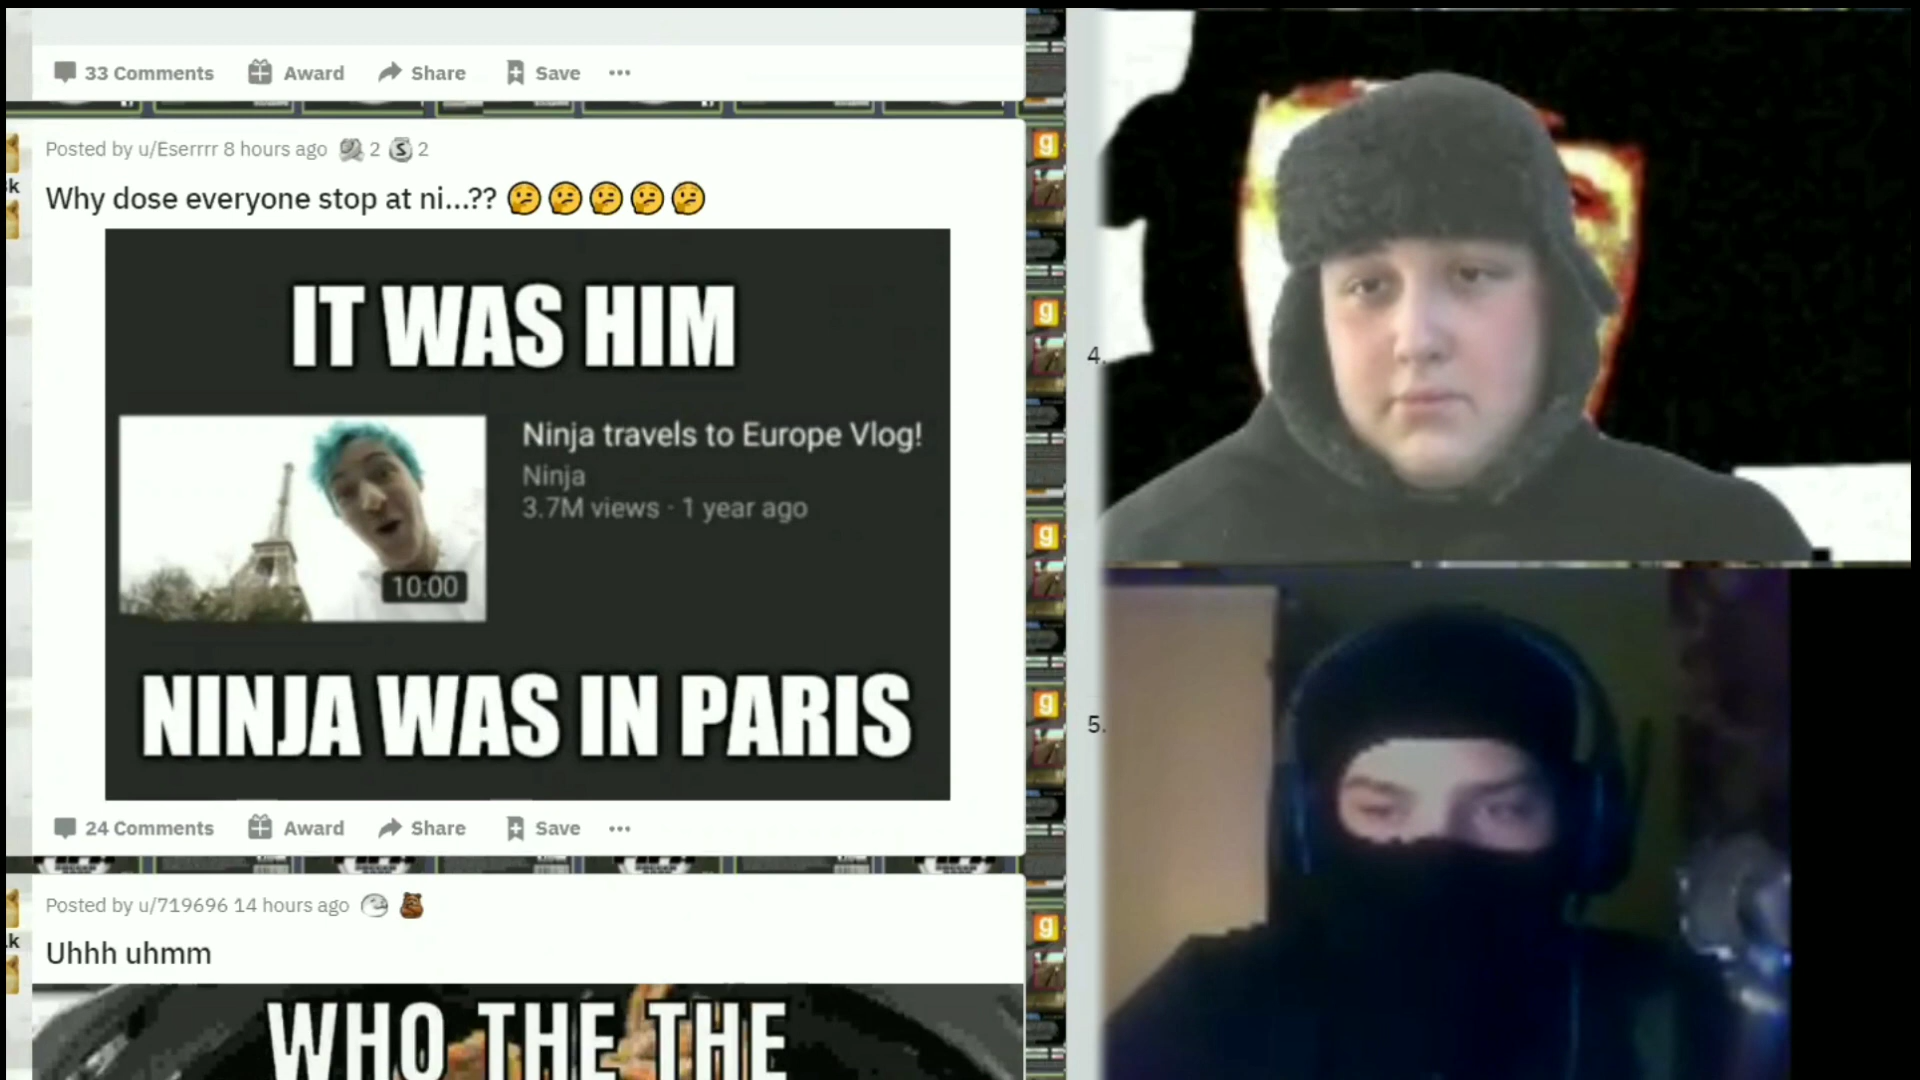 33 Comments Award Share Save
Posted by u/Eserrrr 8 hours ago 2 S 2
k
Why dose everyone stop at ni...?? 🤔🤔🤔🤔🤔
IT WAS HIM
Ninja travels to Europe Vlog!
Ninja
3.7M views · 1 year ago
10:00
NINJA WAS IN PARIS
24 Comments Award Share Save
Posted by u/719696 14 hours ago
k
Uhhh uhmm
WHO THE THE
g
g
g
g
g
4.
5.